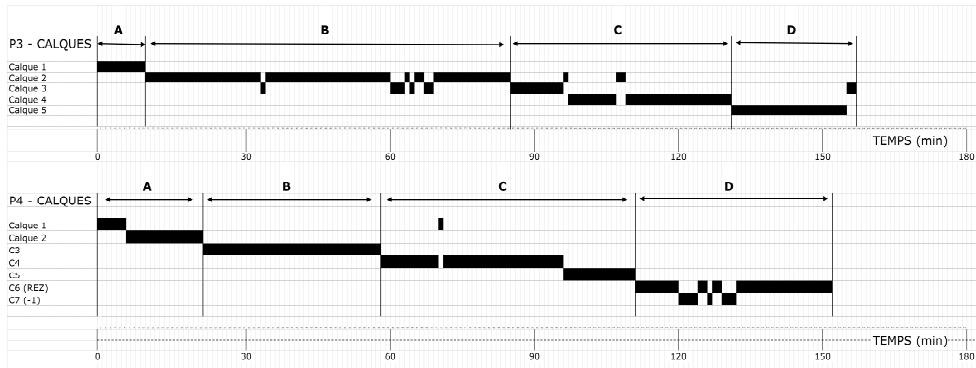 A B C D
P3 - CALQUES
Calque 1
Calque 2
Calque 3
Calque 4
Calque 5
TEMPS (min)
0 30 60 90 120 150 180
A B C D
P4 - CALQUES
Calque 1
Calque 2
C3
C4
C5
C6 (REZ)
C7 (-1)
TEMPS (min)
0 30 60 90 120 150 180